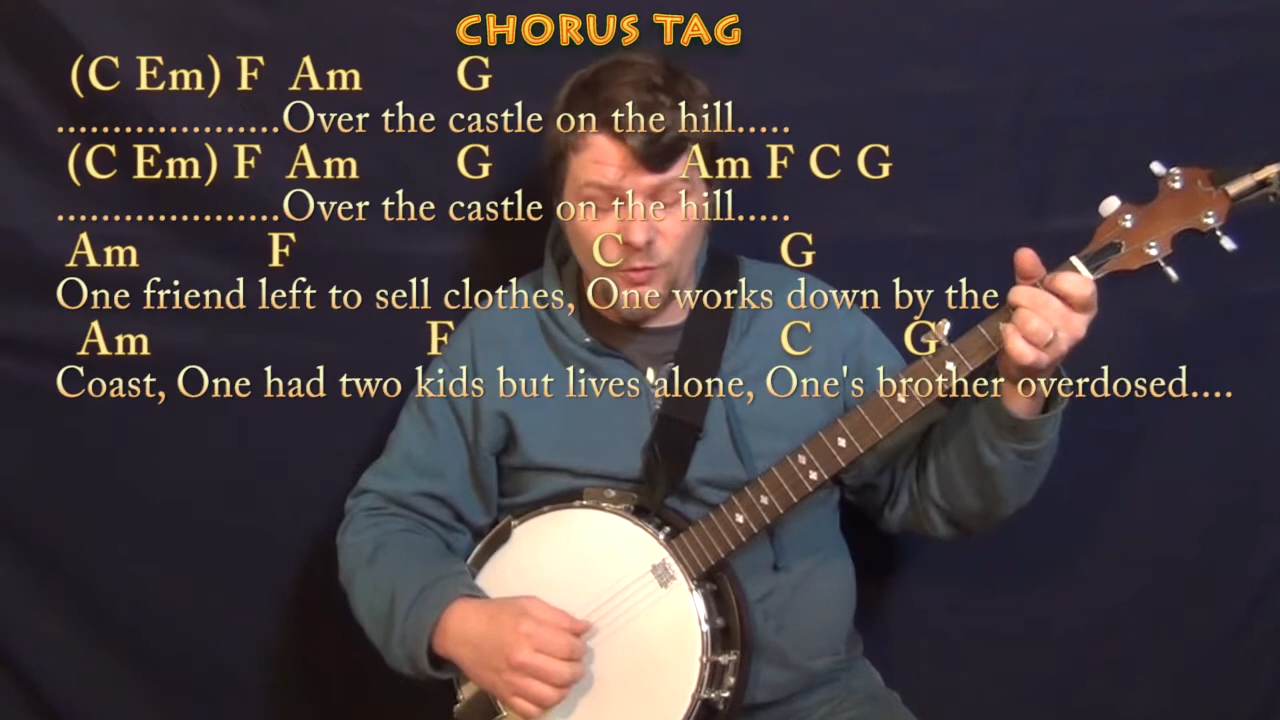 CHORUS TAG
(C Em) F Am G
....................Over the castle on the hill.....
(C Em) F Am G Am F C G
....................Over the castle on the hill.....
Am F C G
One friend left to sell clothes, One works down by the
Am F C G
Coast, One had two kids but lives alone, One's brother overdosed....